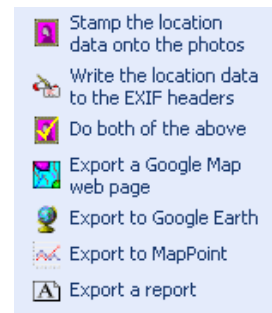 Stamp the location
data onto the photos
Write the location data
to the EXIF headers
Do both of the above
Export a Google Map
web page
Export to Google Earth
Export to MapPoint
A Export a report